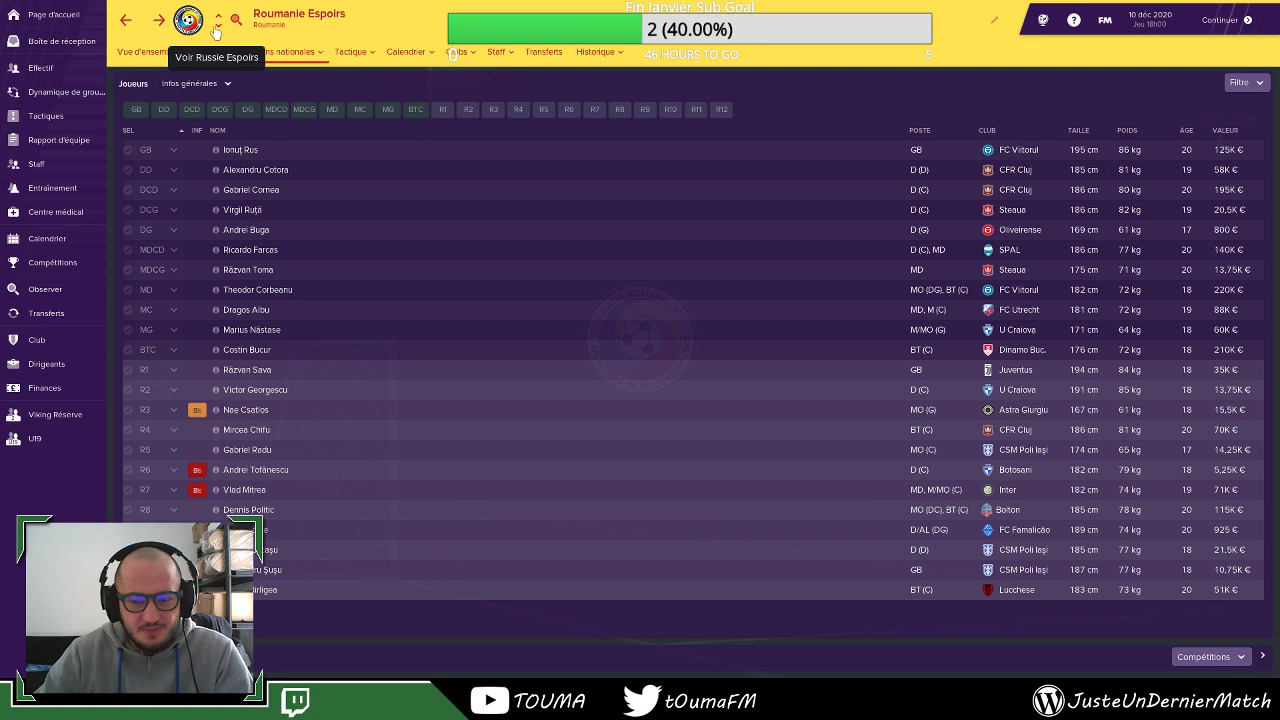 Roumanie Espoirs
Roumanie
Fin Janvier Sub Goal
2 (40.00%)
0
46 HOURS TO GO
5
FM
10 déc 2020
Jeu 18h00
Continuer
Vue d'ensem
Voir Russie Espoirs
ns nationales
Tactique
Calendrier
Staff
Transferts
Historique
Page d'accueil
Boîte de réception
Effectif
Dynamique de grou...
Tactiques
Rapport d'équipe
Staff
Entraînement
Centre médical
Calendrier
Compétitions
Observer
Transferts
Club
Dirigeants
Finances
Viking Réserve
U19
Joueurs Infos générales Filtre
GB DD DCD DCG DG MDCD MDCG MD MC MG BTC R1 R2 R3 R4 R5 R6 R7 R8 R9 R10 R11 R12
SÉL INF NOM POSTE CLUB TAILLE POIDS ÂGE VALEUR
GB Ionuț Rus GB FC Viitorul 195 cm 86 kg 20 125K €
DD Alexandru Cotora D (D) CFR Cluj 185 cm 81 kg 19 58K €
DCD Gabriel Cornea D (C) CFR Cluj 186 cm 80 kg 20 195K €
DCG Virgil Ruță D (C) Steaua 186 cm 82 kg 19 20,5K €
DG Andrei Buga D (G) Oliveirense 169 cm 61 kg 17 800 €
MDCD Ricardo Farcas D (C), MD SPAL 186 cm 77 kg 20 140K €
MDCG Răzvan Toma MD Steaua 175 cm 71 kg 20 13,75K €
MD Theodor Corbeanu MO (DG), BT (C) FC Viitorul 182 cm 72 kg 18 220K €
MC Dragos Albu MD, M (C) FC Utrecht 181 cm 72 kg 19 88K €
MG Marius Năstase M/MO (G) U Craiova 171 cm 64 kg 18 60K €
BTC Costin Bucur BT (C) Dinamo Buc. 176 cm 72 kg 18 210K €
R1 Răzvan Sava GB Juventus 194 cm 84 kg 18 35K €
R2 Victor Georgescu D (C) U Craiova 191 cm 85 kg 18 13,75K €
R3 Bls Nae Csatlos MO (G) Astra Giurgiu 167 cm 61 kg 18 15,5K €
R4 Mircea Chifu BT (C) CFR Cluj 186 cm 81 kg 20 70K €
R5 Gabriel Radu MO (C) CSM Poli Iași 174 cm 65 kg 17 14,25K €
R6 Bls Andrei Tofănescu D (C) Botosani 182 cm 79 kg 18 5,25K €
R7 Bls Vlad Mitrea MD, M/MO (C) Inter 182 cm 74 kg 19 71K €
R8 Dennis Politic MO (DC), BT (C) Bolton 185 cm 78 kg 20 115K €
D/AL (DG) FC Famalicão 189 cm 74 kg 20 925 €
D (D) CSM Poli Iași 185 cm 77 kg 18 21,5K €
GB CSM Poli Iași 187 cm 77 kg 18 10,75K €
BT (C) Lucchese 183 cm 73 kg 20 51K €
Compétitions
TOUMA
tOumaFM
JusteUnDernierMatch